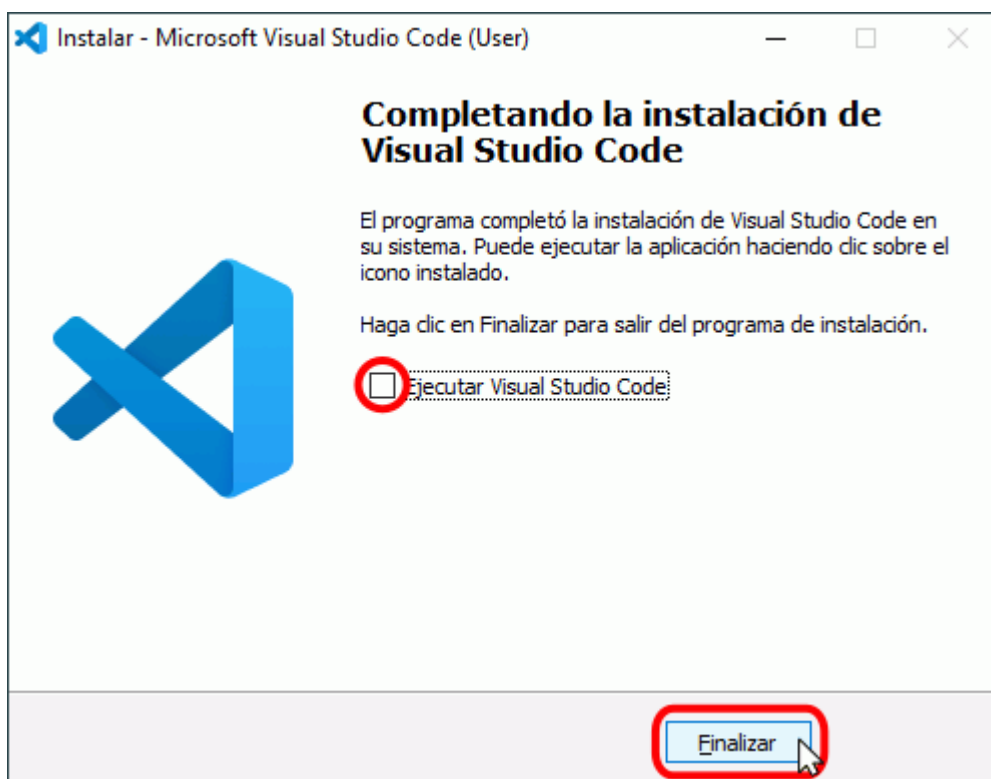 Instalar - Microsoft Visual Studio Code (User)
Completando la instalación de
Visual Studio Code
El programa completó la instalación de Visual Studio Code en
su sistema. Puede ejecutar la aplicación haciendo clic sobre el
icono instalado.
Haga clic en Finalizar para salir del programa de instalación.
Ejecutar Visual Studio Code
Finalizar